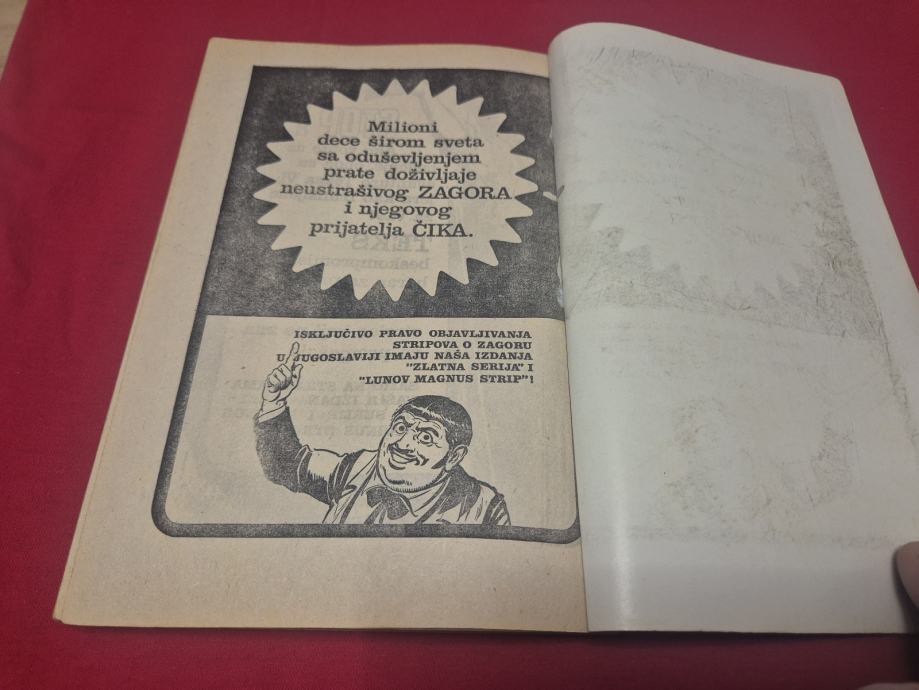 Milioni
dece širom sveta
sa oduševljenjem
prate doživljaje
neustrašivog ZAGORA
i njegovog
prijatelja ČIKA.
ISKLJUČIVO PRAVO OBJAVLJIVANJA
STRIPOVA O ZAGORU
U JUGOSLAVIJI IMAJU NAŠA IZDANJA
"ZLATNA SERIJA" I
"LUNOV MAGNUS STRIP"!